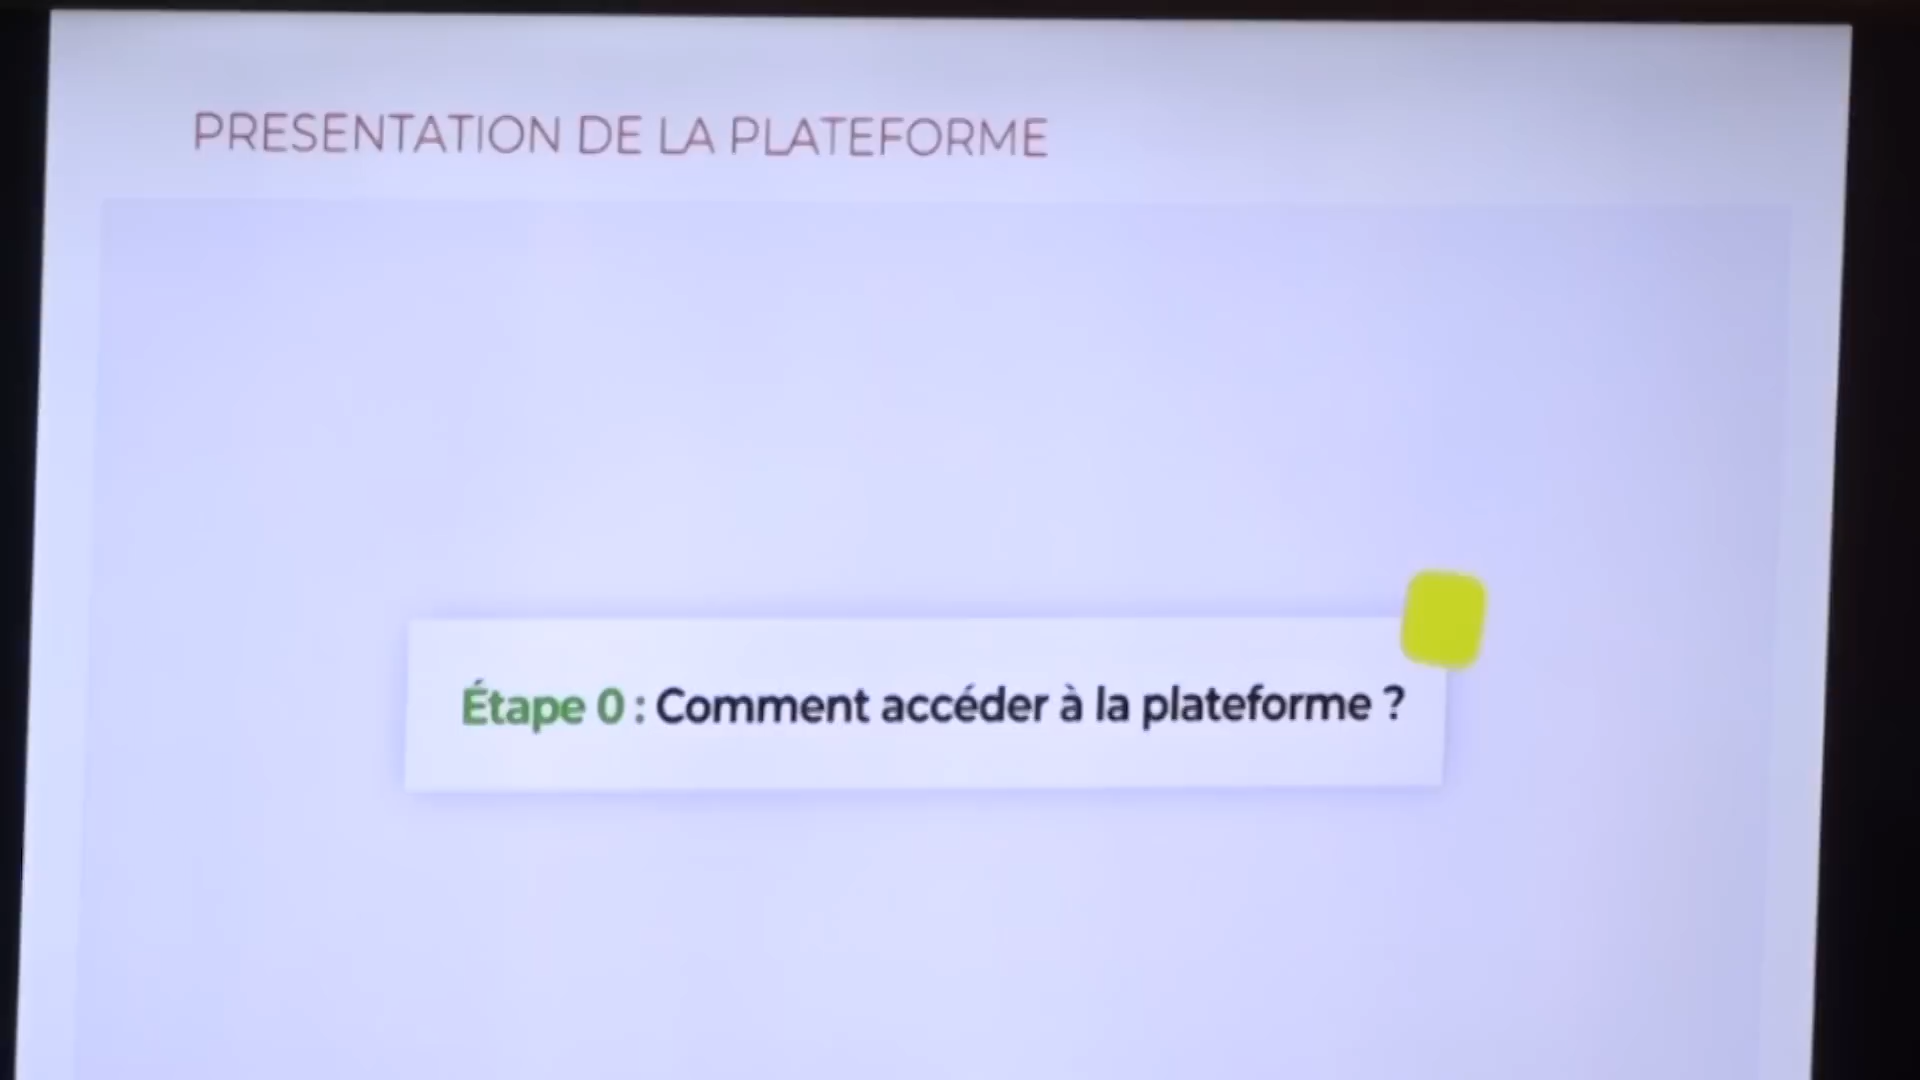 PRESENTATION DE LA PLATEFORME
Étape 0 : Comment accéder à la plateforme ?